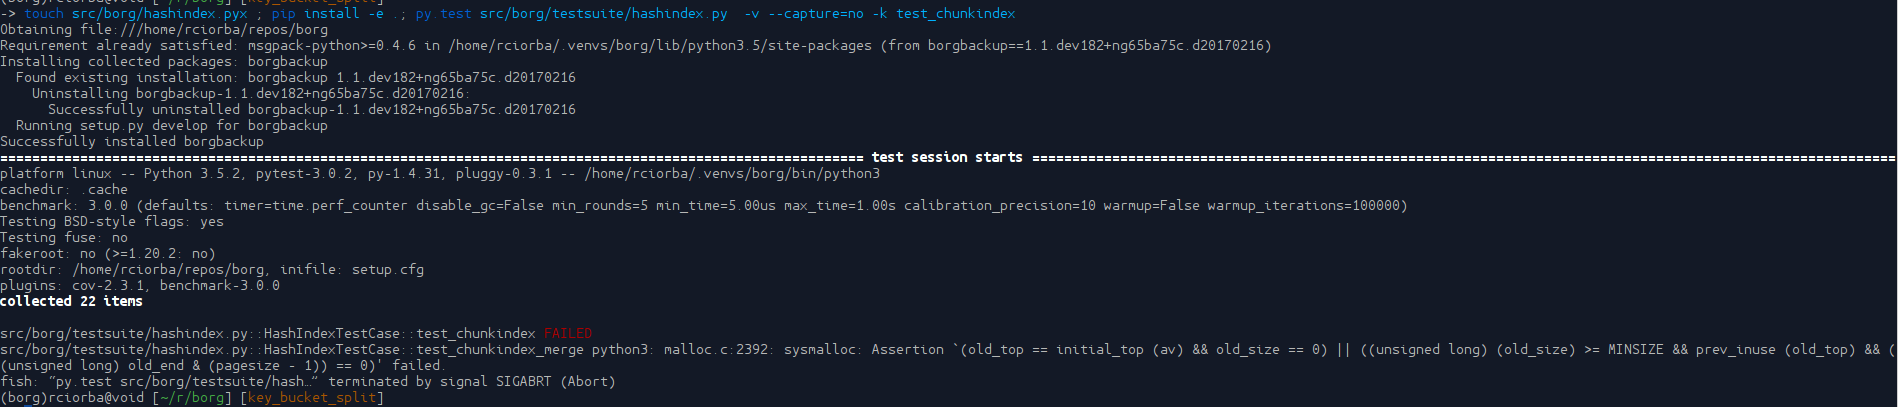 (borg)rciorba@void [~/r/borg] [key_bucket_split]
-> touch src/borg/hashindex.pyx ; pip install -e .; py.test src/borg/testsuite/hashindex.py  -v --capture=no -k test_chunkindex
Obtaining file:///home/rciorba/repos/borg
Requirement already satisfied: msgpack-python>=0.4.6 in /home/rciorba/.venvs/borg/lib/python3.5/site-packages (from borgbackup==1.1.dev182+ng65ba75c.d20170216)
Installing collected packages: borgbackup
  Found existing installation: borgbackup 1.1.dev182+ng65ba75c.d20170216
    Uninstalling borgbackup-1.1.dev182+ng65ba75c.d20170216:
      Successfully uninstalled borgbackup-1.1.dev182+ng65ba75c.d20170216
  Running setup.py develop for borgbackup
Successfully installed borgbackup
============================================================================================================ test session starts ============================================================================================================
platform linux -- Python 3.5.2, pytest-3.0.2, py-1.4.31, pluggy-0.3.1 -- /home/rciorba/.venvs/borg/bin/python3
cachedir: .cache
benchmark: 3.0.0 (defaults: timer=time.perf_counter disable_gc=False min_rounds=5 min_time=5.00us max_time=1.00s calibration_precision=10 warmup=False warmup_iterations=100000)
Testing BSD-style flags: yes
Testing fuse: no
fakeroot: no (>=1.20.2: no)
rootdir: /home/rciorba/repos/borg, inifile: setup.cfg
plugins: cov-2.3.1, benchmark-3.0.0
collected 22 items
src/borg/testsuite/hashindex.py::HashIndexTestCase::test_chunkindex FAILED
src/borg/testsuite/hashindex.py::HashIndexTestCase::test_chunkindex_merge python3: malloc.c:2392: sysmalloc: Assertion `(old_top == initial_top (av) && old_size == 0) || ((unsigned long) (old_size) >= MINSIZE && prev_inuse (old_top) && (
(unsigned long) old_end & (pagesize - 1)) == 0)' failed.
fish: “py.test src/borg/testsuite/hash…” terminated by signal SIGABRT (Abort)
(borg)rciorba@void [~/r/borg] [key_bucket_split]